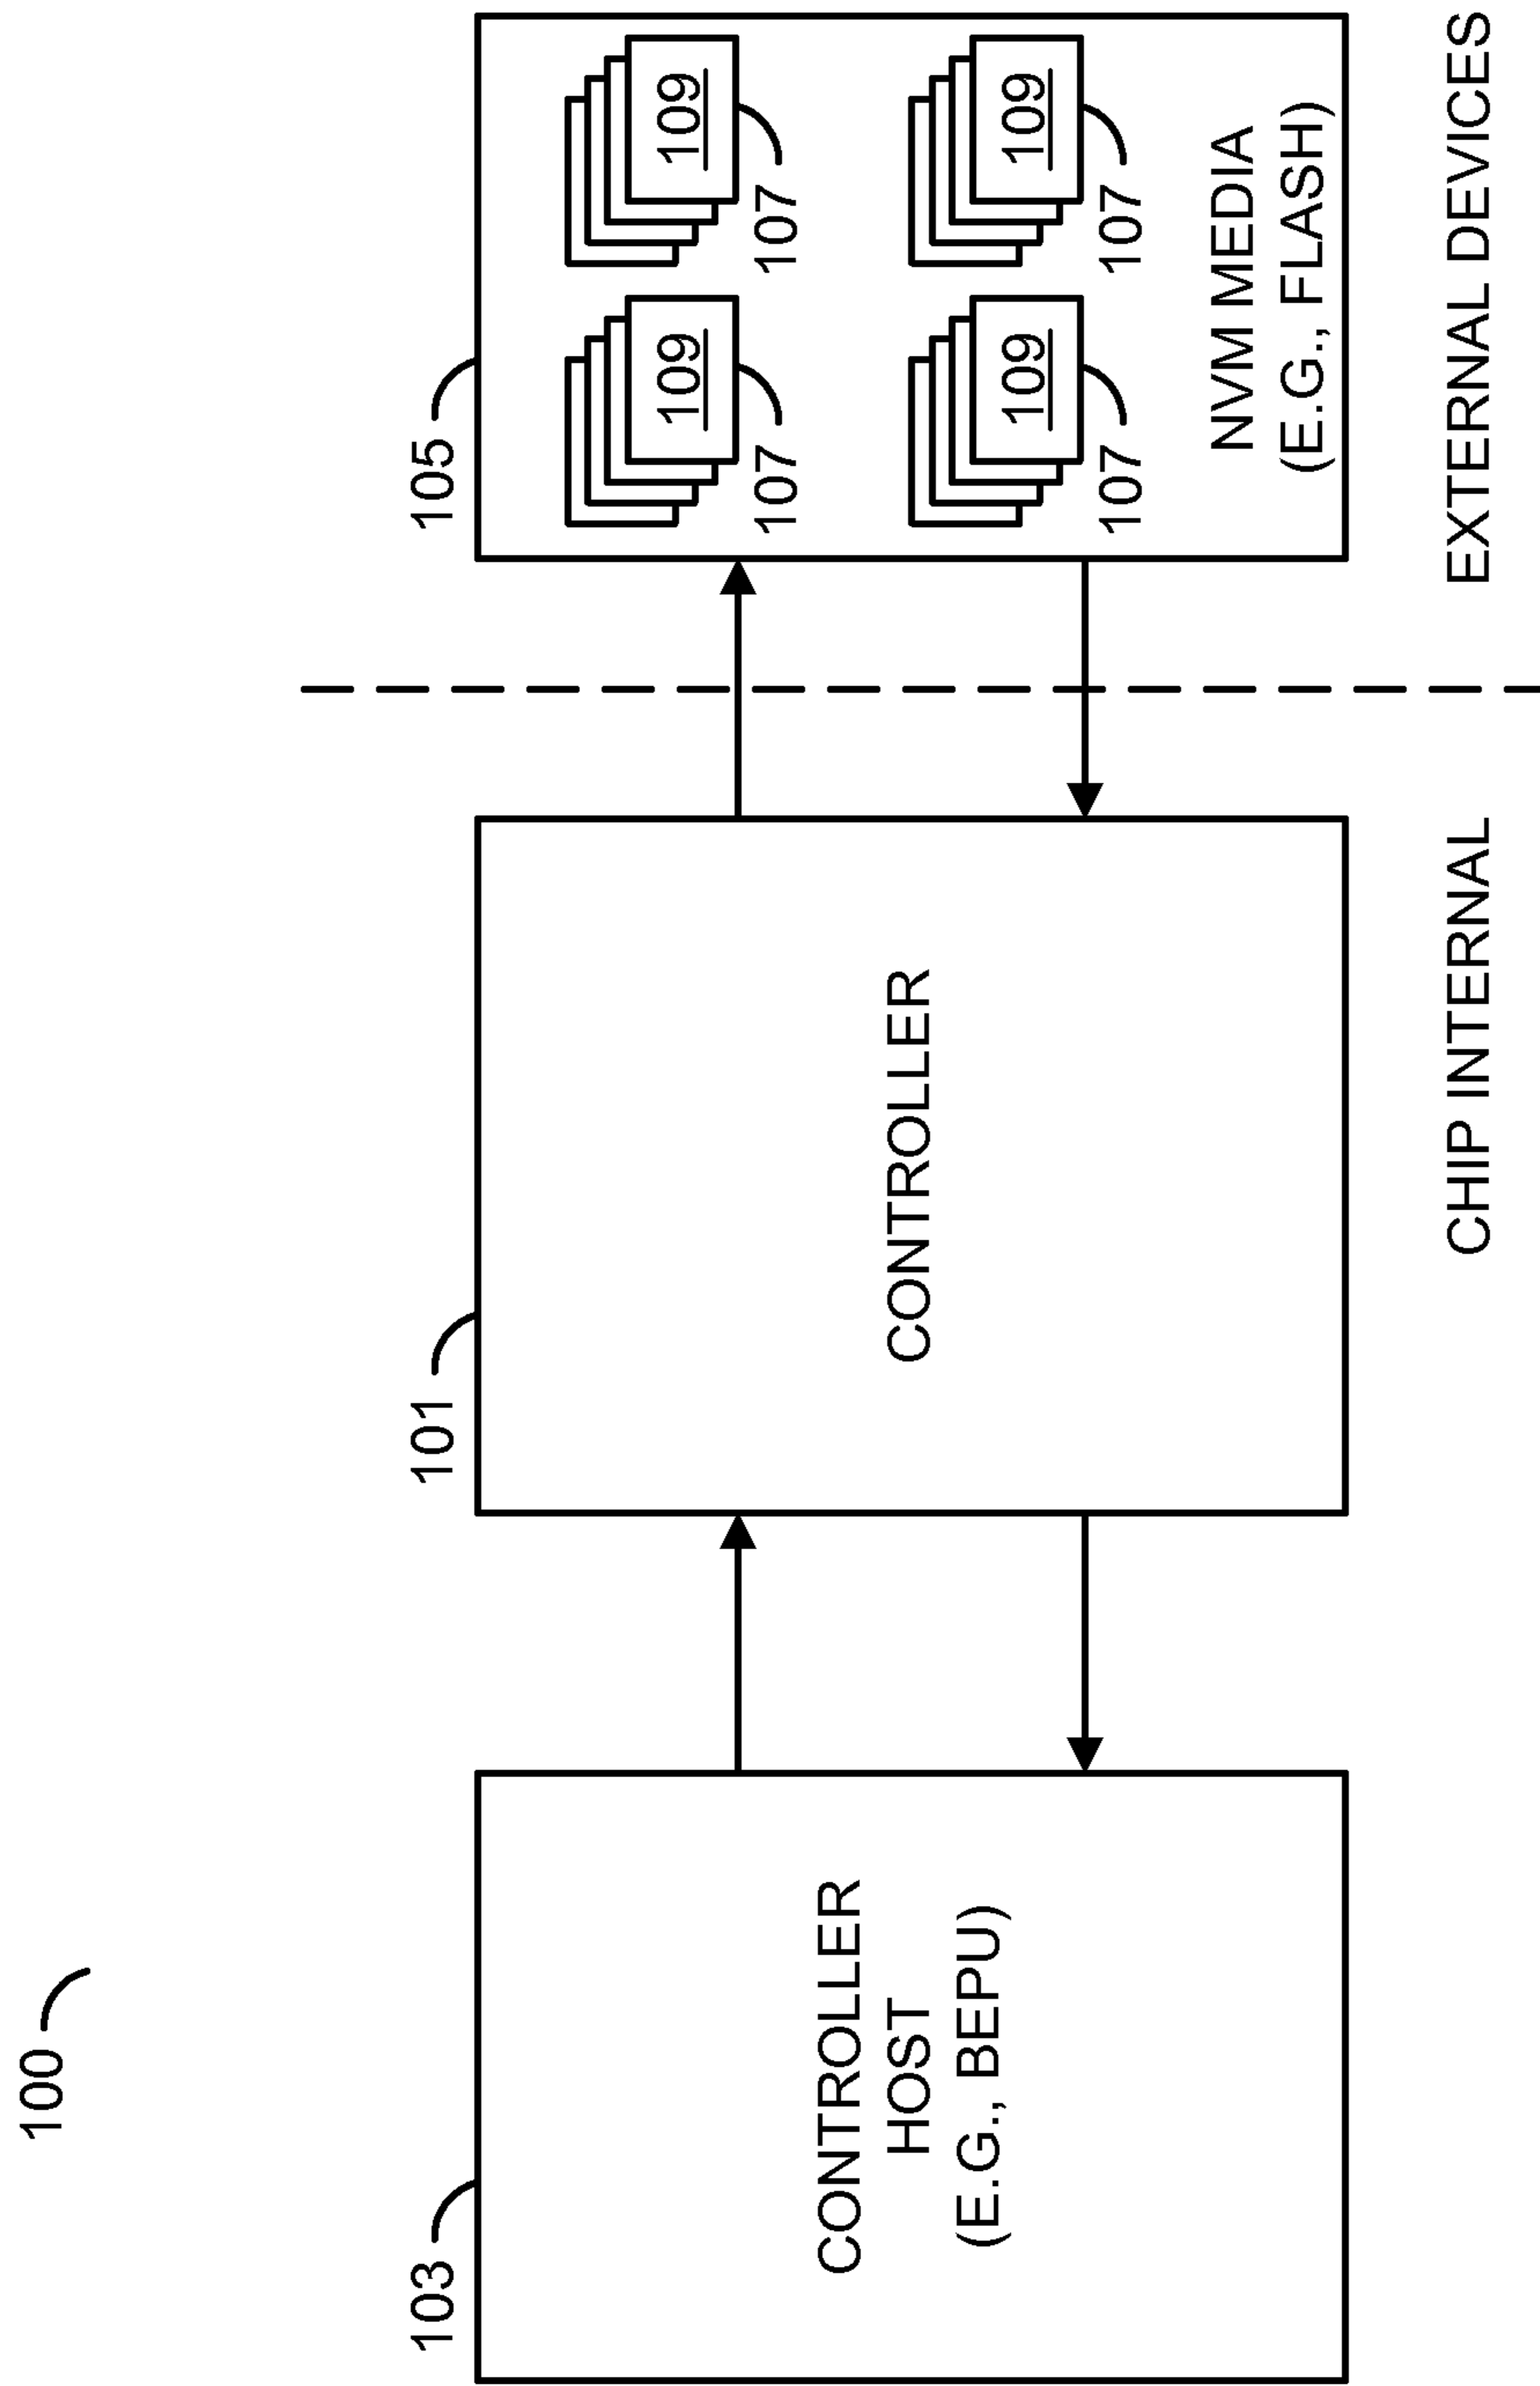 100
103
CONTROLLER
HOST
(E.G., BEPU)
101
CONTROLLER
105
109
109
107
107
109
109
107
107
NVM MEDIA
(E.G., FLASH)
CHIP INTERNAL
EXTERNAL DEVICES